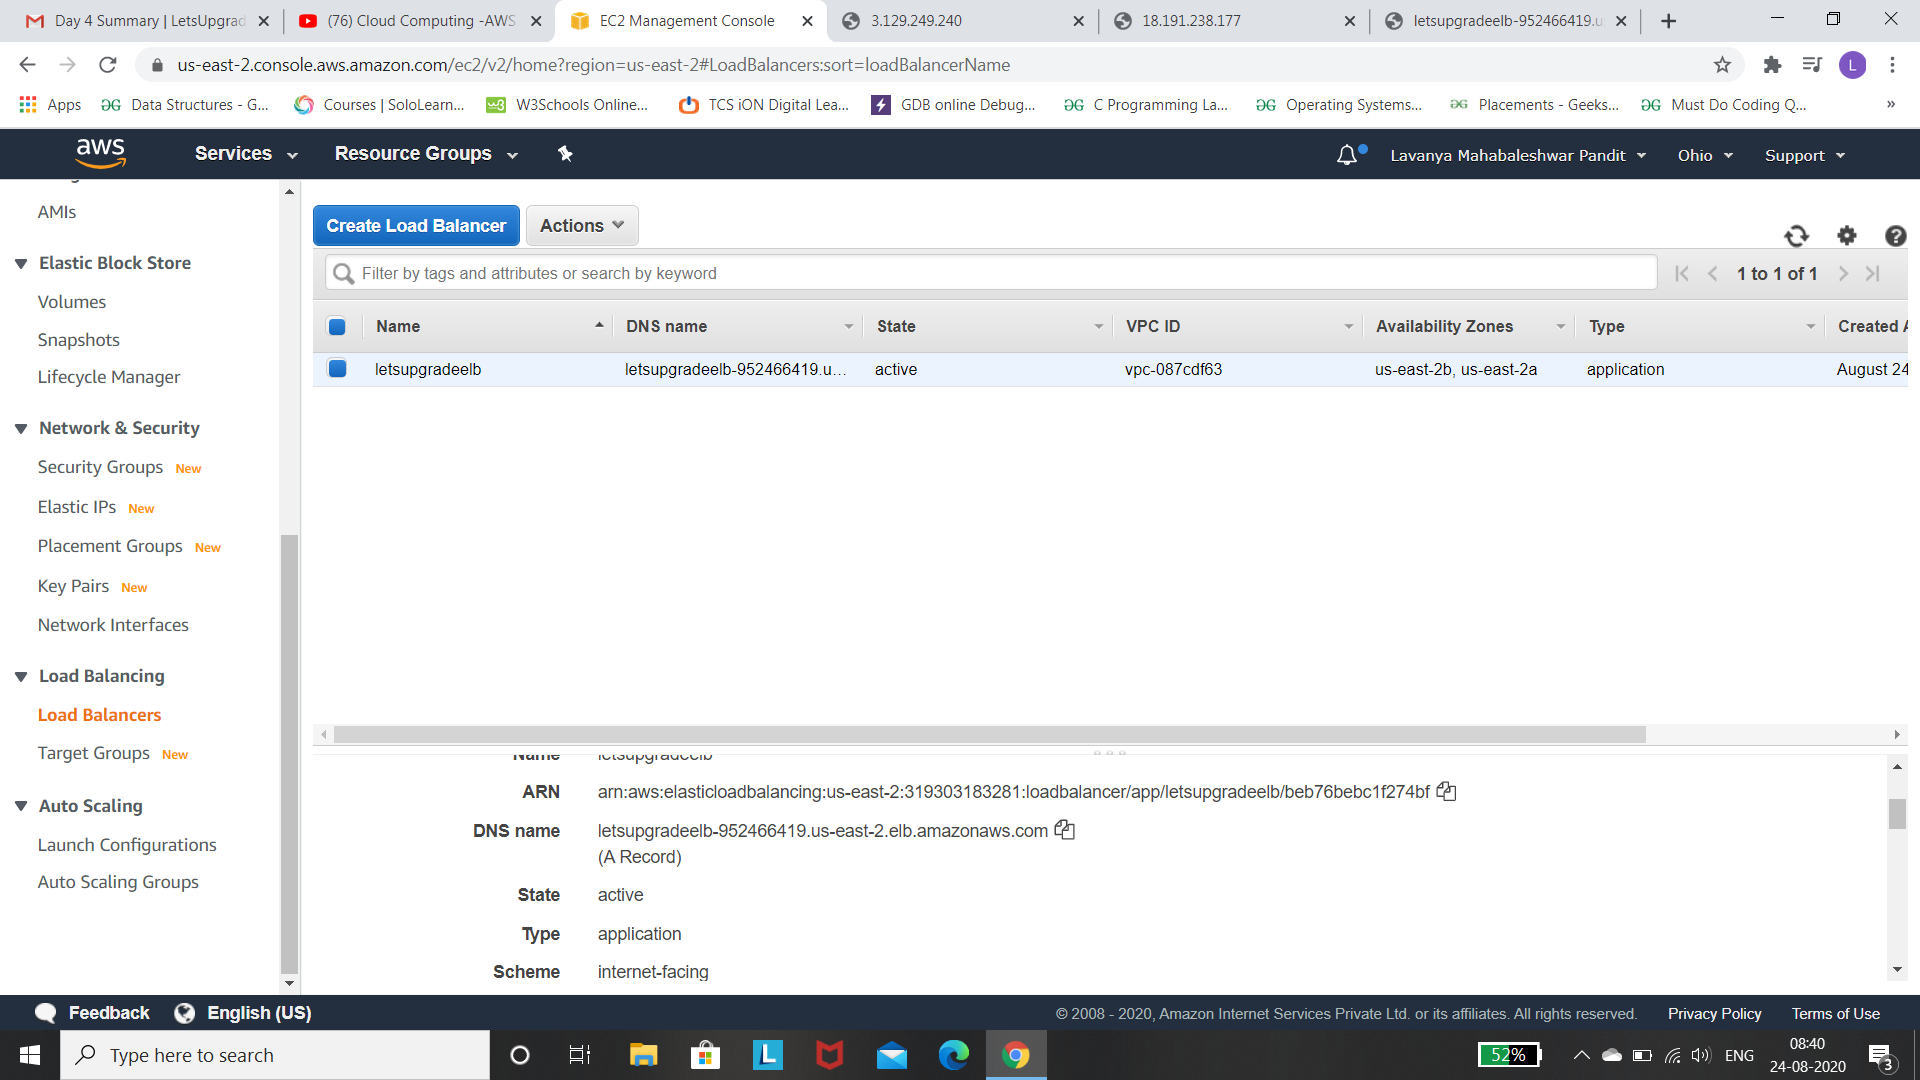 Day 4 Summary | LetsUpgrad
(76) Cloud Computing -AWS
EC2 Management Console
3.129.249.240
18.191.238.177
letsupgradeelb-952466419.u
us-east-2.console.aws.amazon.com/ec2/v2/home?region=us-east-2#LoadBalancers:sort=loadBalancerName
L
Apps
Data Structures - G...
Courses | SoloLearn...
W3Schools Online...
TCS iON Digital Lea...
GDB online Debug...
C Programming La...
Operating Systems...
Placements - Geeks...
Must Do Coding Q...
»
aws
Services
Resource Groups
Lavanya Mahabaleshwar Pandit
Ohio
Support
AMIs
Elastic Block Store
Volumes
Snapshots
Lifecycle Manager
Network & Security
Security Groups New
Elastic IPs New
Placement Groups New
Key Pairs New
Network Interfaces
Load Balancing
Load Balancers
Target Groups New
Auto Scaling
Launch Configurations
Auto Scaling Groups
Create Load Balancer
Actions
Filter by tags and attributes or search by keyword
1 to 1 of 1
Name DNS name State VPC ID Availability Zones Type Created A
letsupgradeelb letsupgradeelb-952466419.u... active vpc-087cdf63 us-east-2b, us-east-2a application August 24
Name letsupgradeelb
ARN arn:aws:elasticloadbalancing:us-east-2:319303183281:loadbalancer/app/letsupgradeelb/beb76bebc1f274bf
DNS name letsupgradeelb-952466419.us-east-2.elb.amazonaws.com
(A Record)
State active
Type application
Scheme internet-facing
Feedback
English (US)
© 2008 - 2020, Amazon Internet Services Private Ltd. or its affiliates. All rights reserved.
Privacy Policy
Terms of Use
Type here to search
L
52%
ENG
08:40
24-08-2020
3